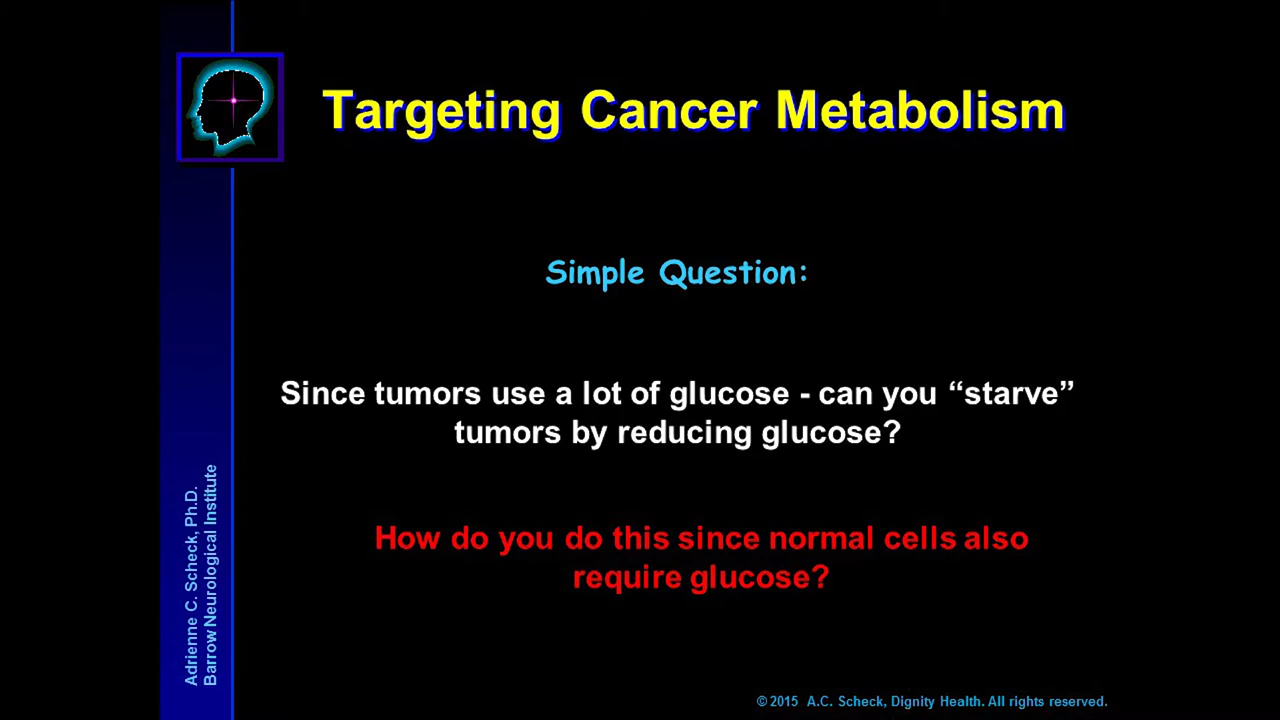 Targeting Cancer Metabolism
Simple Question:
Since tumors use a lot of glucose - can you “starve”
tumors by reducing glucose?
How do you do this since normal cells also
require glucose?
Adrienne C. Scheck, Ph.D.
Barrow Neurological Institute
© 2015 A.C. Scheck, Dignity Health. All rights reserved.